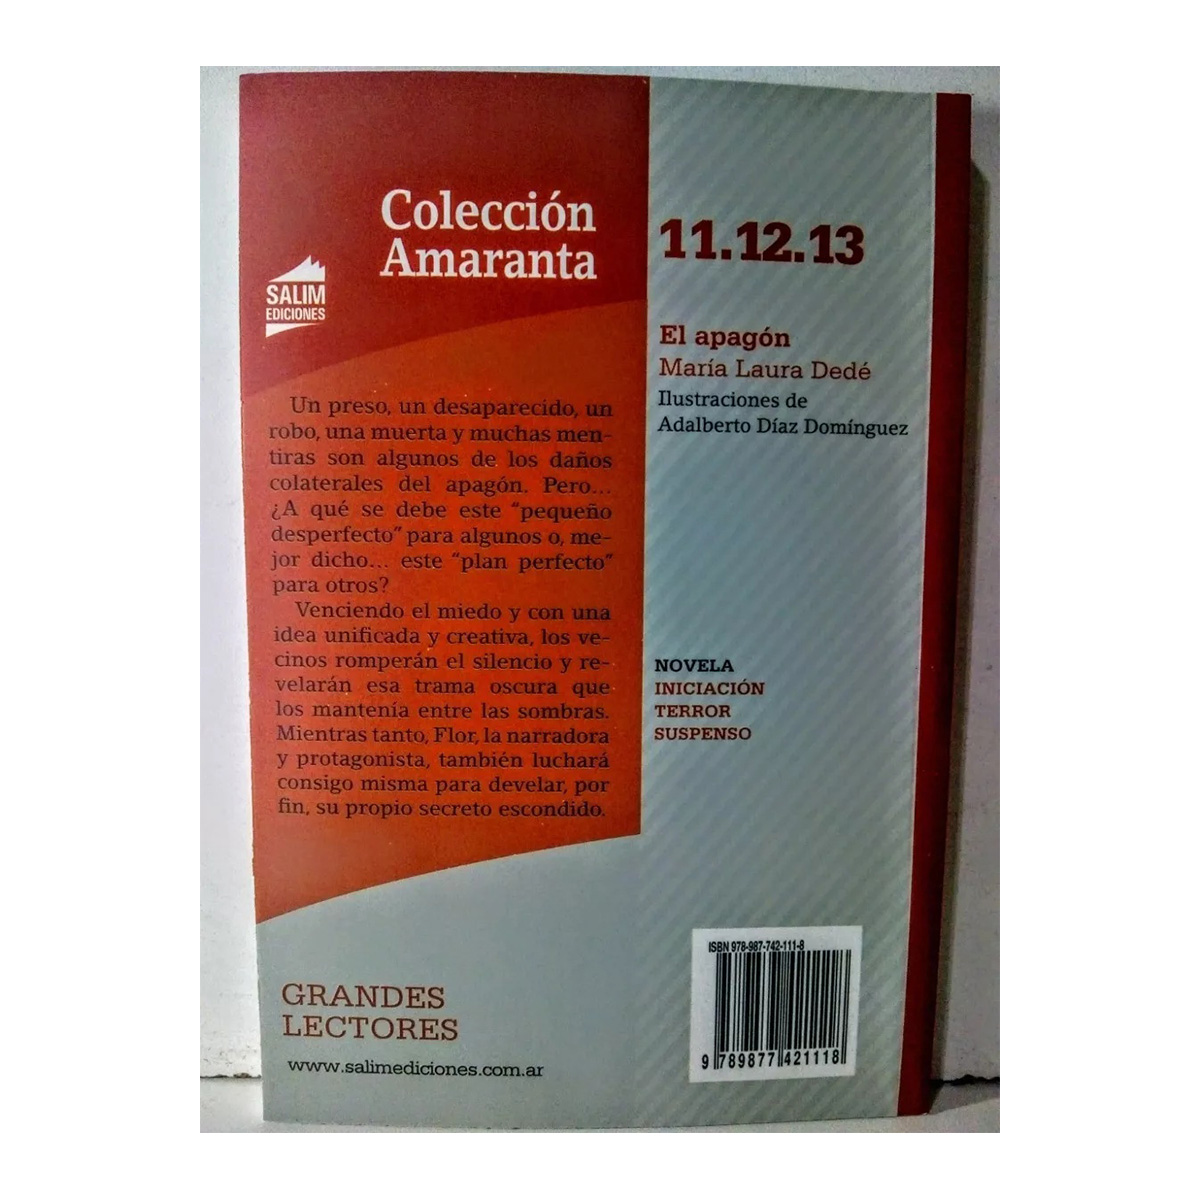 Colección
Amaranta
SALIM
EDICIONES
Un preso, un desaparecido, un
robo, una muerta y muchas men-
tiras son algunos de los daños
colaterales del apagón. Pero...
¿A qué se debe este "pequeño
desperfecto" para algunos o, me-
jor dicho... este "plan perfecto"
para otros?
Venciendo el miedo y con una
idea unificada y creativa, los ve-
cinos romperán el silencio y re-
velarán esa trama oscura que
los mantenía entre las sombras.
Mientras tanto, Flor, la narradora
y protagonista, también luchará
consigo misma para develar, por
fin, su propio secreto escondido.
GRANDES
LECTORES
www.salimediciones.com.ar
11.12.13
El apagón
María Laura Dedé
Ilustraciones de
Adalberto Díaz Domínguez
NOVELA
INICIACIÓN
TERROR
SUSPENSO
ISBN 978-987-742-111-8
9 789877 421118